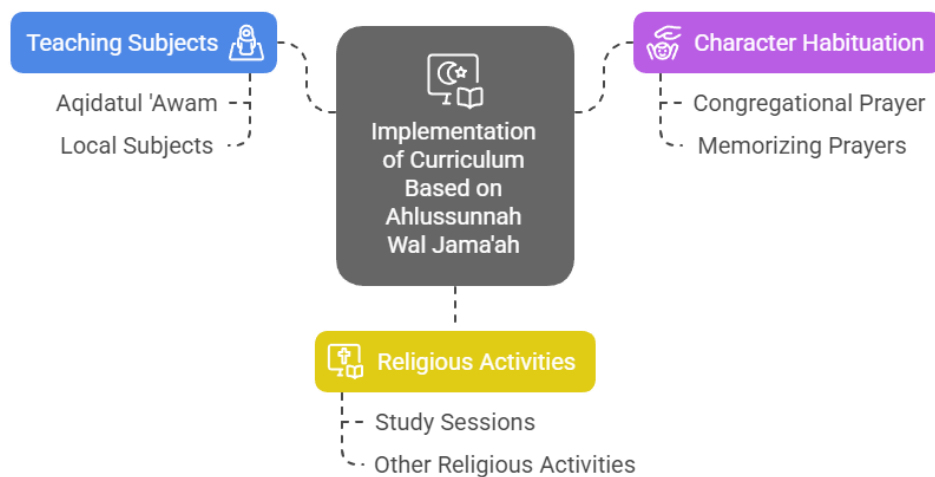 Teaching Subjects
Aqidatul 'Awam
Local Subjects
Implementation
of Curriculum
Based on
Ahlussunnah
Wal Jama'ah
Character Habituation
Congregational Prayer
Memorizing Prayers
Religious Activities
Study Sessions
Other Religious Activities